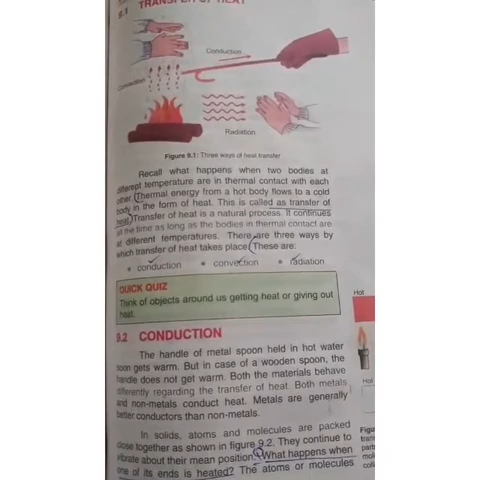 9.1 TRANSFER OF HEAT
Conduction
Convection
Radiation
Figure 9.1: Three ways of heat transfer
Recall what happens when two bodies at
different temperature are in thermal contact with each
other. Thermal energy from a hot body flows to a cold
body in the form of heat. This is called as transfer of
heat. Transfer of heat is a natural process. It continues
all the time as long as the bodies in thermal contact are
at different temperatures. There are three ways by
which transfer of heat takes place. These are:
• conduction • convection • radiation
QUICK QUIZ
Think of objects around us getting heat or giving out
heat.
9.2 CONDUCTION
The handle of metal spoon held in hot water
soon gets warm. But in case of a wooden spoon, the
handle does not get warm. Both the materials behave
differently regarding the transfer of heat. Both metals
and non-metals conduct heat. Metals are generally
better conductors than non-metals.
In solids, atoms and molecules are packed
close together as shown in figure 9.2. They continue to
vibrate about their mean position. What happens when
one of its ends is heated? The atoms or molecules
Hot
Hot